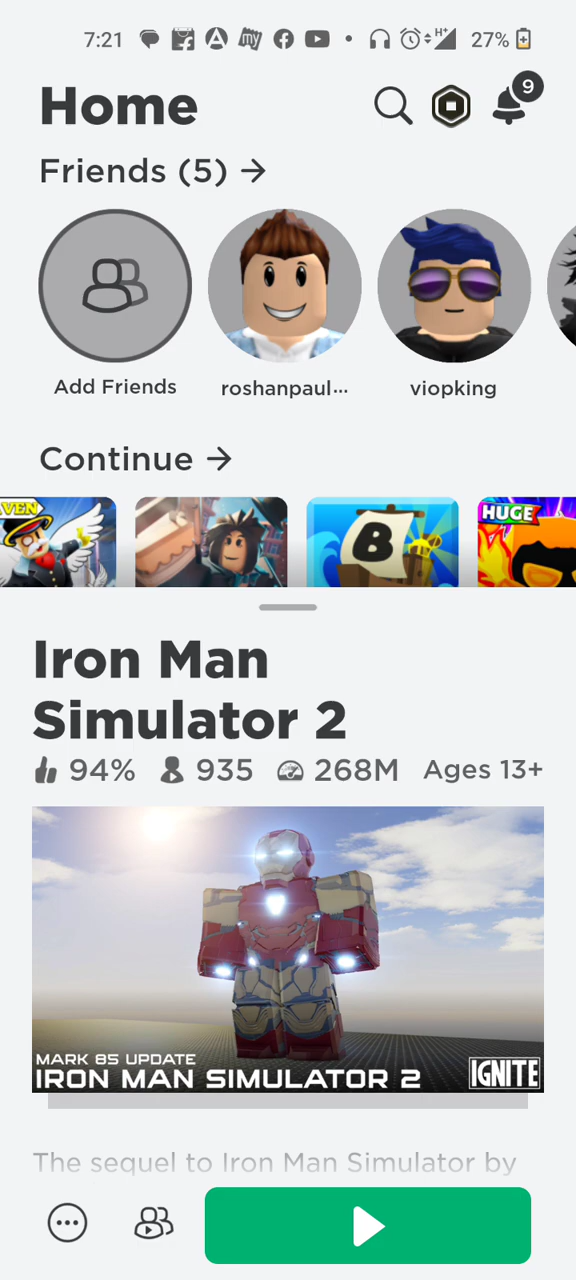 7:21
27%
Home
9
Friends (5) →
Add Friends
roshanpaul...
viopking
Continue →
VEN
B
HUGE
Iron Man
Simulator 2
94% 935 268M Ages 13+
MARK 85 UPDATE
IRON MAN SIMULATOR 2
IGNITE
The sequel to Iron Man Simulator by